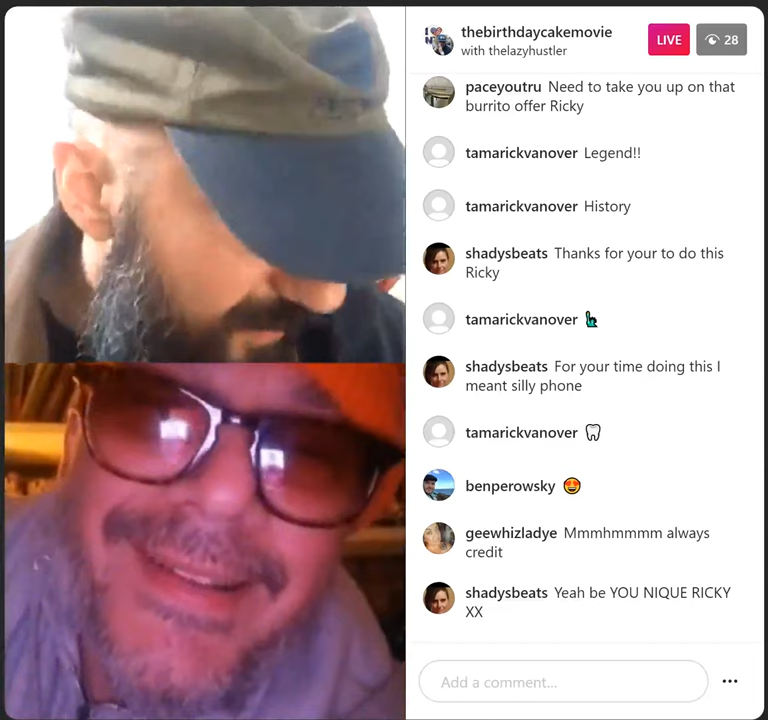 thebirthdaycakemovie
with thelazyhustler
LIVE
28
paceyoutru Need to take you up on that
burrito offer Ricky
tamarickvanover Legend!!
tamarickvanover History
shadysbeats Thanks for your to do this
Ricky
tamarickvanover
shadysbeats For your time doing this I
meant silly phone
tamarickvanover 🦷
benperowsky 😍
geewhizladye Mmmhmmmm always
credit
shadysbeats Yeah be YOU NIQUE RICKY
XX
Add a comment...